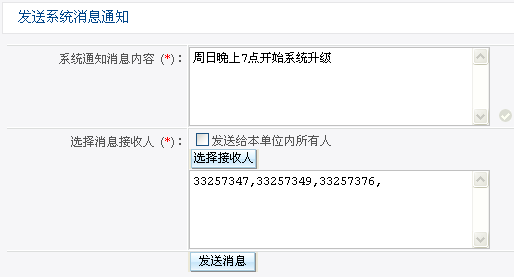 发送系统消息通知
系统通知消息内容 (*)：
周日晚上7点开始系统升级
选择消息接收人 (*)：
发送给本单位内所有人
选择接收人
33257347,33257349,33257376,
发送消息